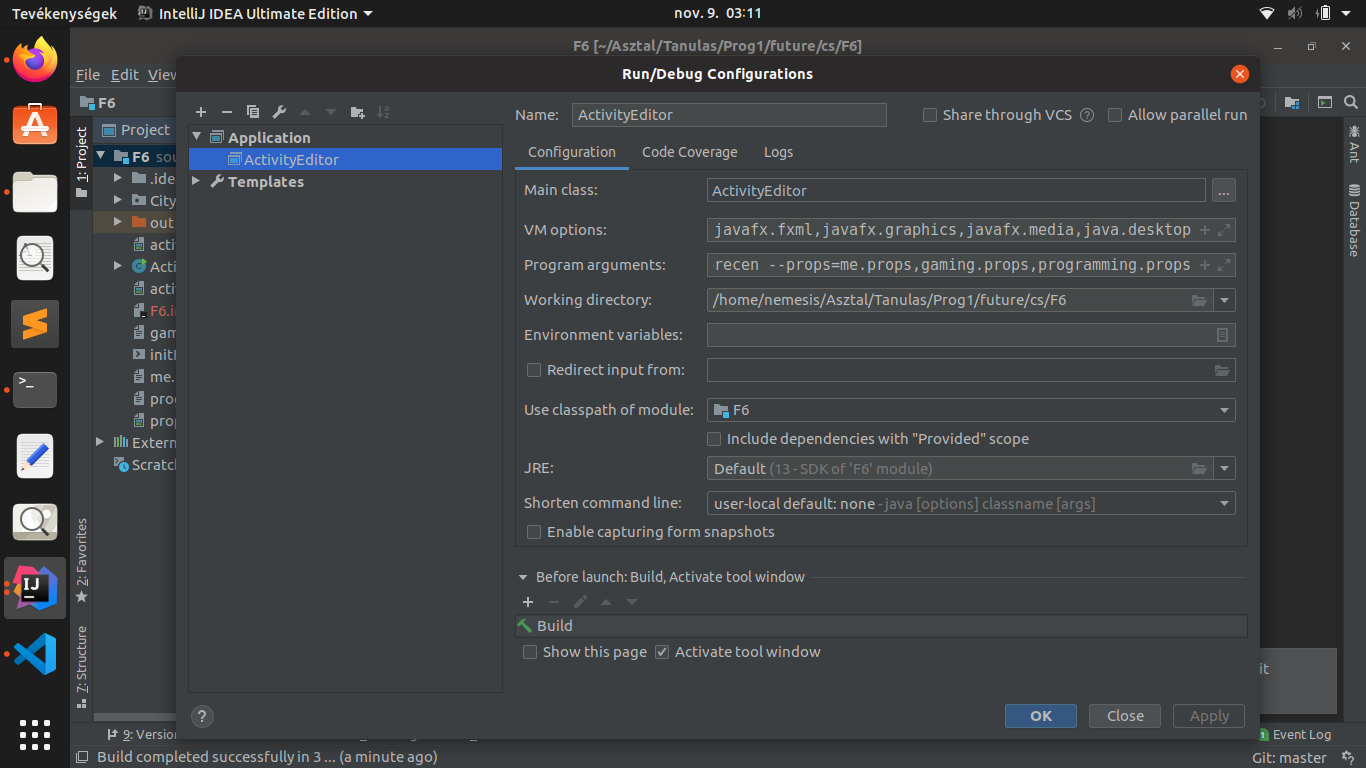 Tevékenységek IntelliJ IDEA Ultimate Edition nov. 9. 03:11
F6 [~/Asztal/Tanulas/Prog1/future/cs/F6]
File Edit View
Run/Debug Configurations
F6
1: Project
Project
F6 sou
.ide
City
out
activ
Acti
activ
F6.i
gam
initI
me.
prog
prop
Extern
Scratch
2: Favorites
7: Structure
Application
ActivityEditor
Templates
Name: ActivityEditor
Share through VCS ? Allow parallel run
Configuration Code Coverage Logs
Main class: ActivityEditor ...
VM options: javafx.fxml,javafx.graphics,javafx.media,java.desktop
Program arguments: recen --props=me.props,gaming.props,programming.props
Working directory: /home/nemesis/Asztal/Tanulas/Prog1/future/cs/F6
Environment variables:
Redirect input from:
Use classpath of module: F6
Include dependencies with "Provided" scope
JRE: Default (13 - SDK of 'F6' module)
Shorten command line: user-local default: none - java [options] classname [args]
Enable capturing form snapshots
Before launch: Build, Activate tool window
Build
Show this page Activate tool window
? OK Close Apply
Ant
Database
it
9: Version
1 Event Log
Build completed successfully in 3 ... (a minute ago)
Git: master